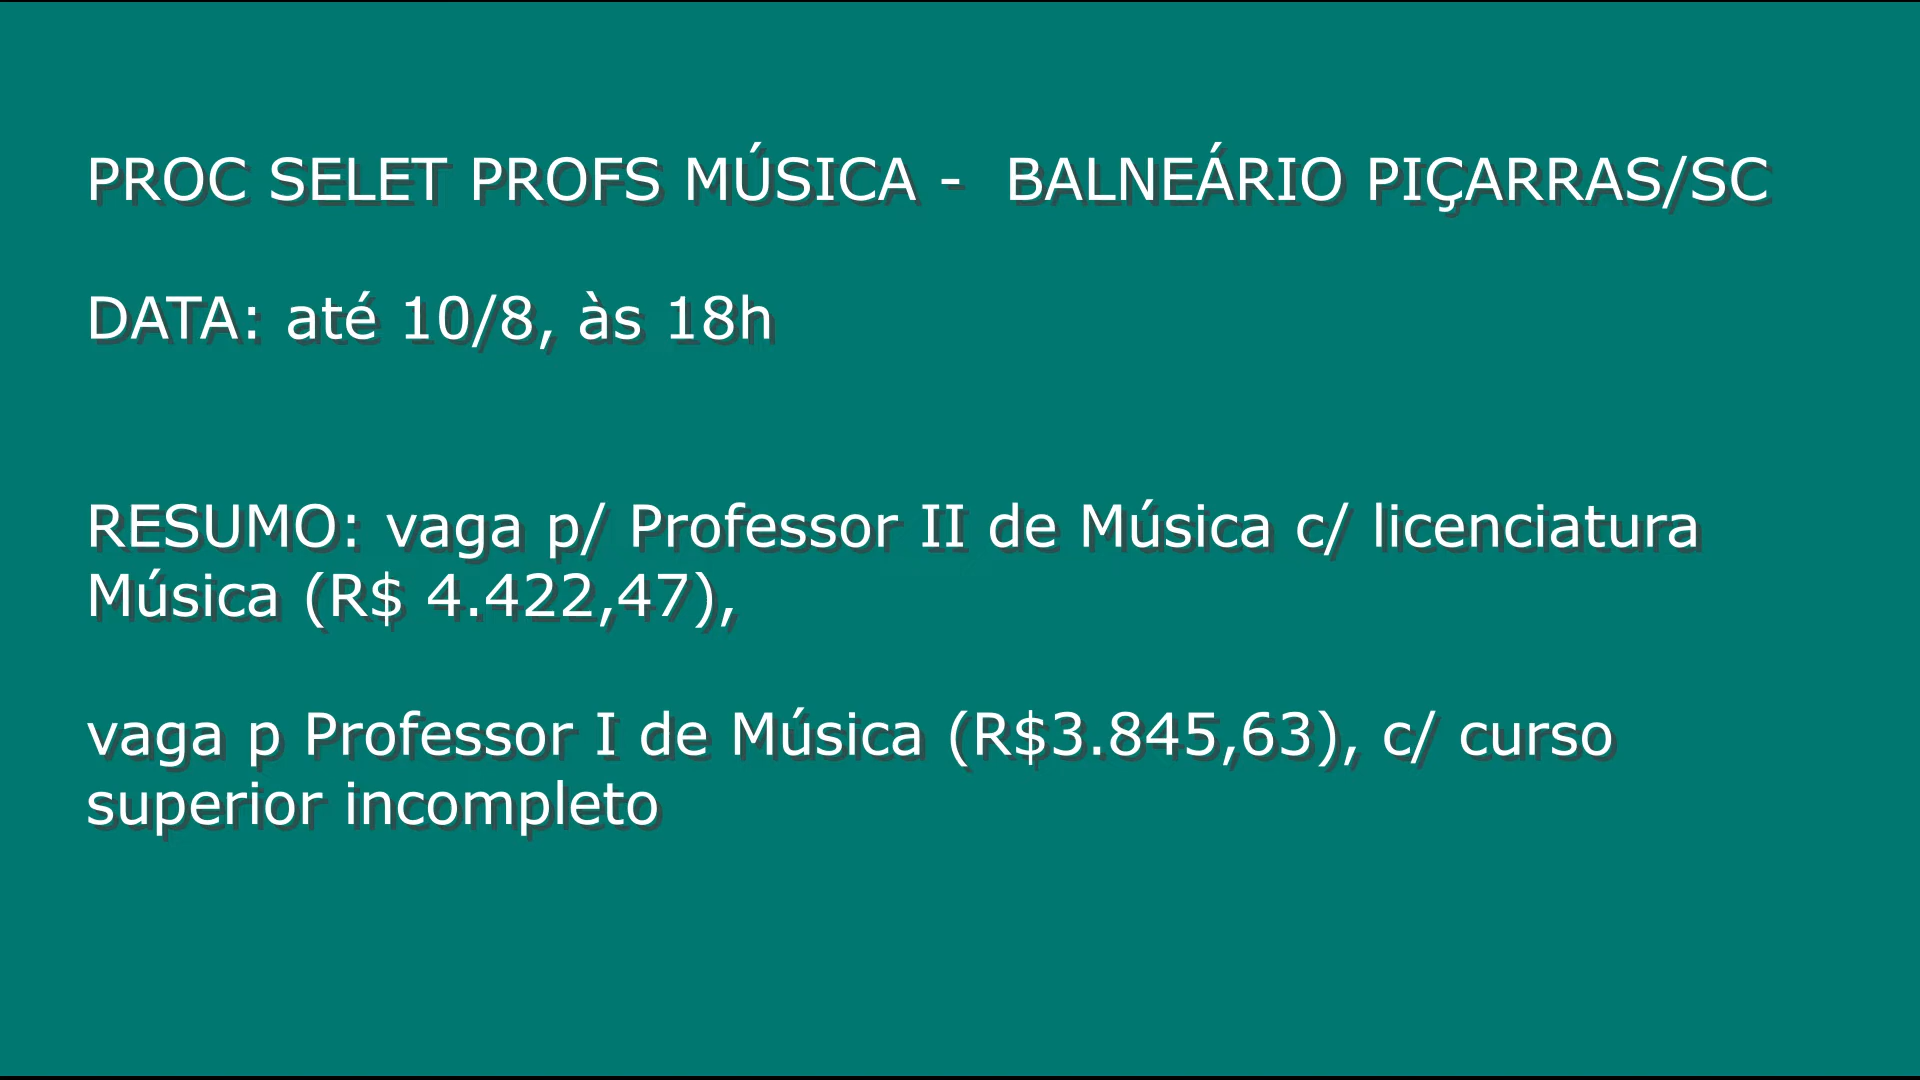 PROC SELET PROFS MÚSICA -  BALNEÁRIO PIÇARRAS/SC
DATA: até 10/8, às 18h
RESUMO: vaga p/ Professor II de Música c/ licenciatura
Música (R$ 4.422,47),
vaga p Professor I de Música (R$3.845,63), c/ curso
superior incompleto